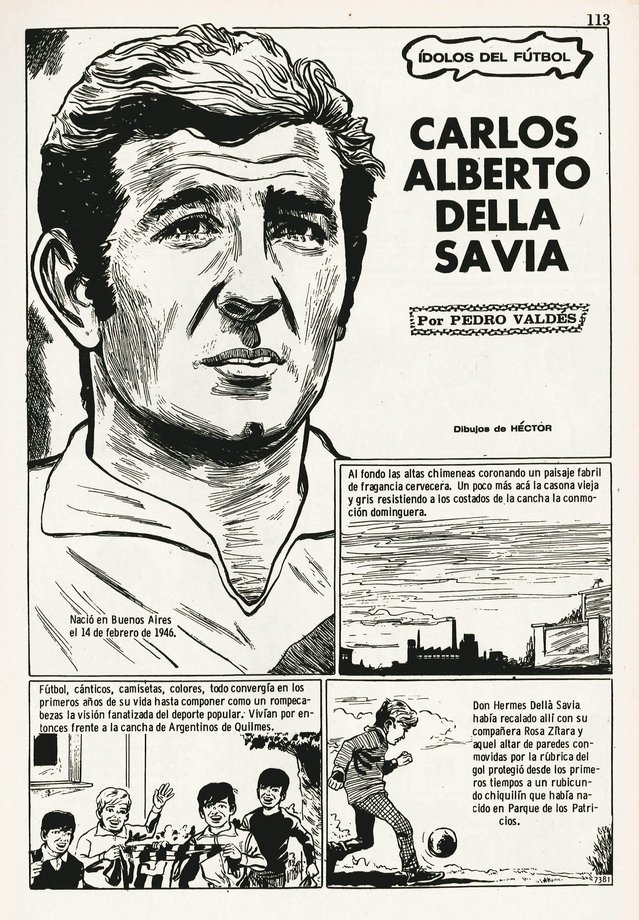 113
ÍDOLOS DEL FÚTBOL
CARLOS
ALBERTO
DELLA
SAVIA
Por PEDRO VALDÉS
Dibujos de HÉCTOR
Nació en Buenos Aires
el 14 de febrero de 1946.
Al fondo las altas chimeneas coronando un paisaje fabril
de fragancia cervecera. Un poco más acá la casona vieja
y gris resistiendo a los costados de la cancha la conmo-
ción dominguera.
Fútbol, cánticos, camisetas, colores, todo convergía en los
primeros años de su vida hasta componer como un rompeca-
bezas la visión fanatizada del deporte popular. Vivían por en-
tonces frente a la cancha de Argentinos de Quilmes.
Don Hermes Dellà Savia
había recalado allí con su
compañera Rosa Zítara y
aquel altar de paredes con-
movidas por la rúbrica del
gol protegió desde los prime-
ros tiempos a un rubicun-
do chiquilín que había na-
cido en Parque de los Patri-
cios.
7381